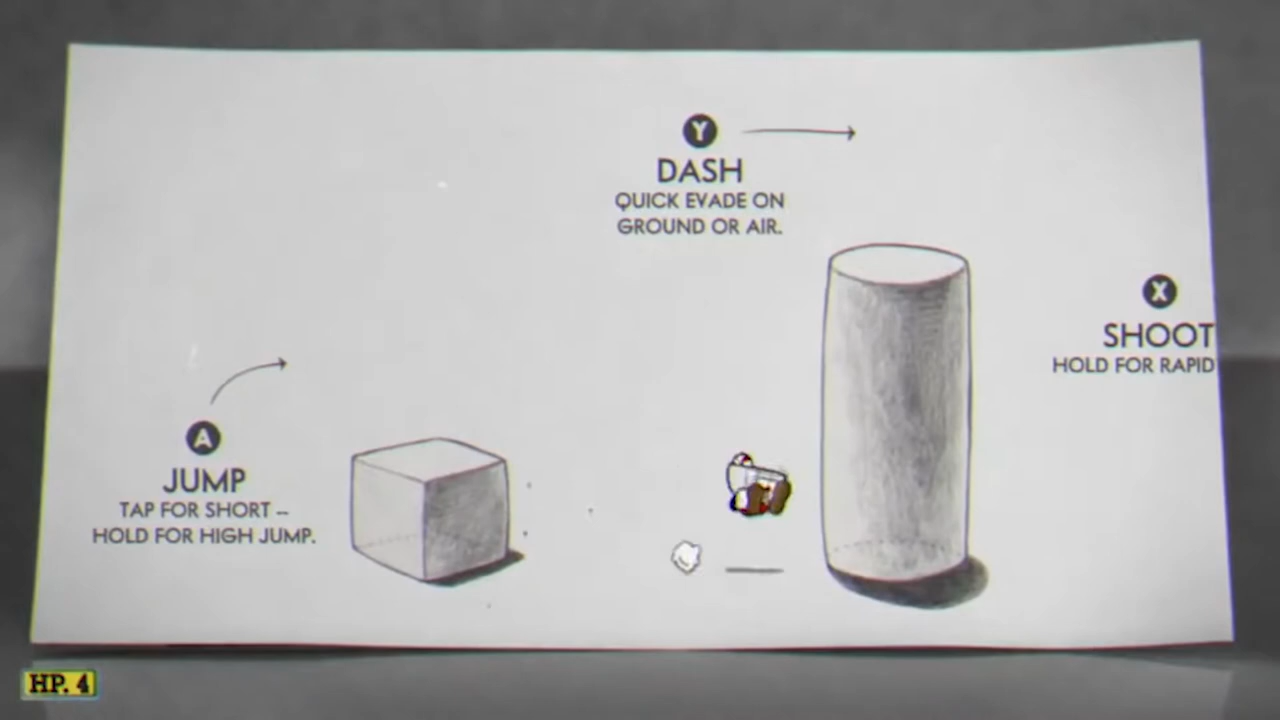 Y
DASH
QUICK EVADE ON
GROUND OR AIR.
X
SHOOT
HOLD FOR RAPID
A
JUMP
TAP FOR SHORT –
HOLD FOR HIGH JUMP.
HP. 4